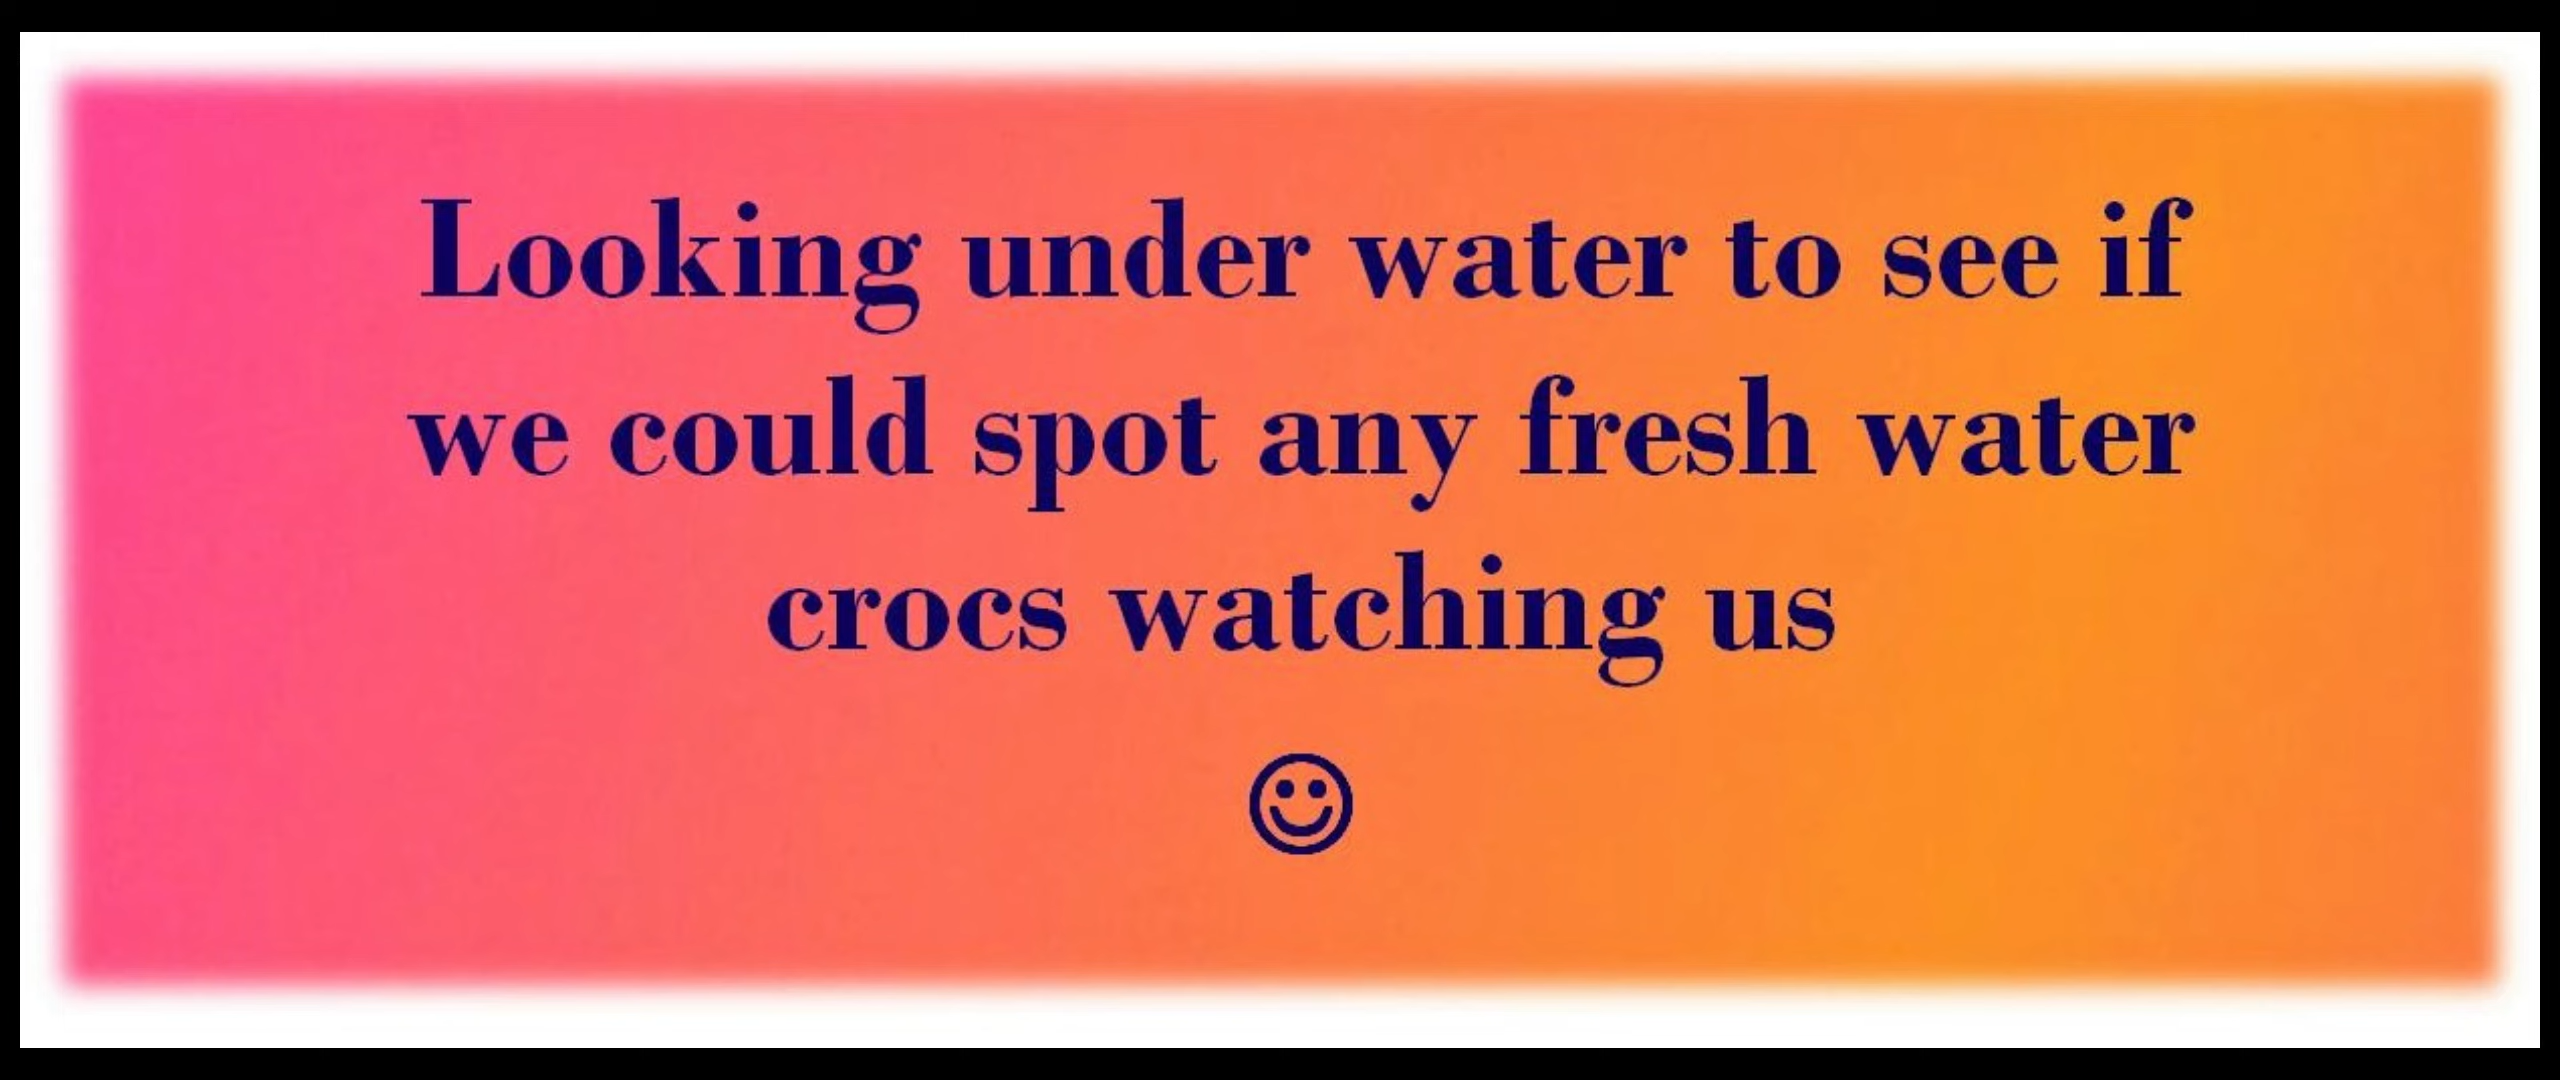 Looking under water to see if
we could spot any fresh water
crocs watching us
☺